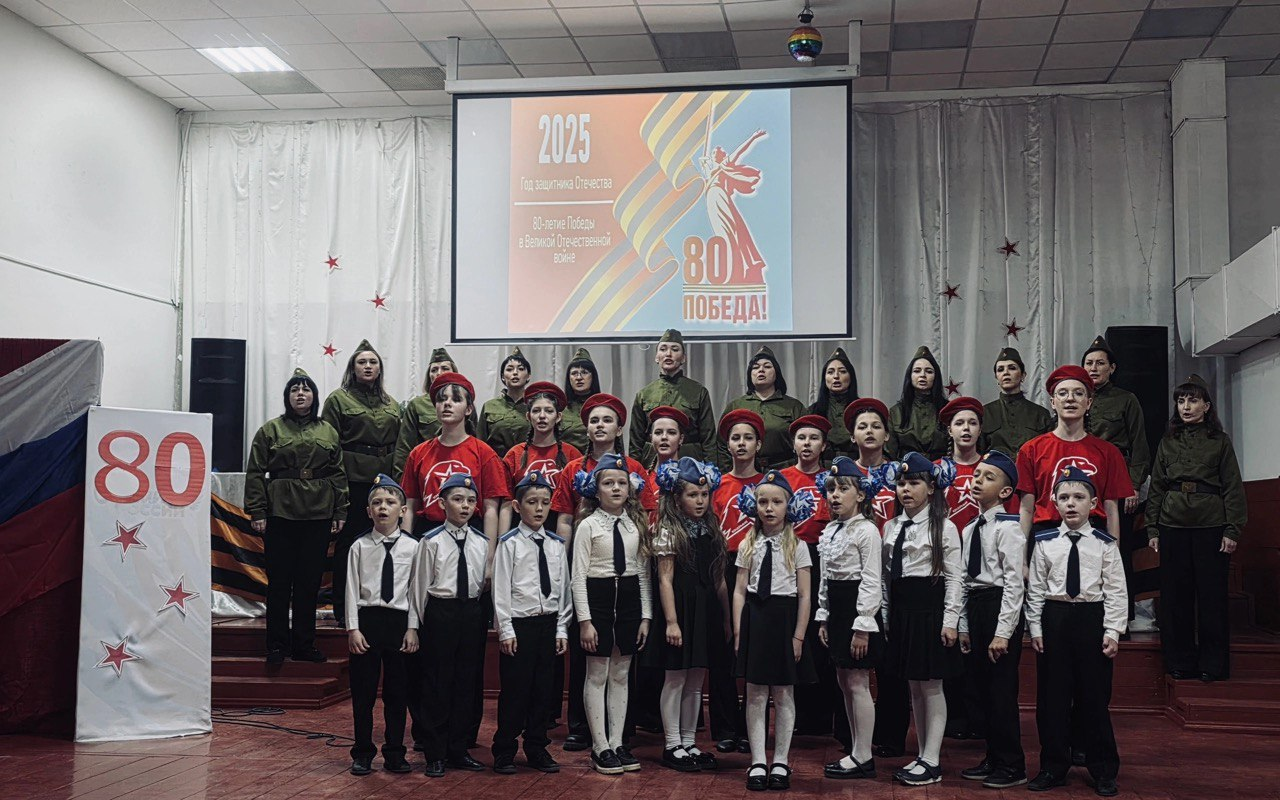 2025
Год защитника Отечества
80-летие Победы
в Великой Отечественной
войне
80
ПОБЕДА!
80